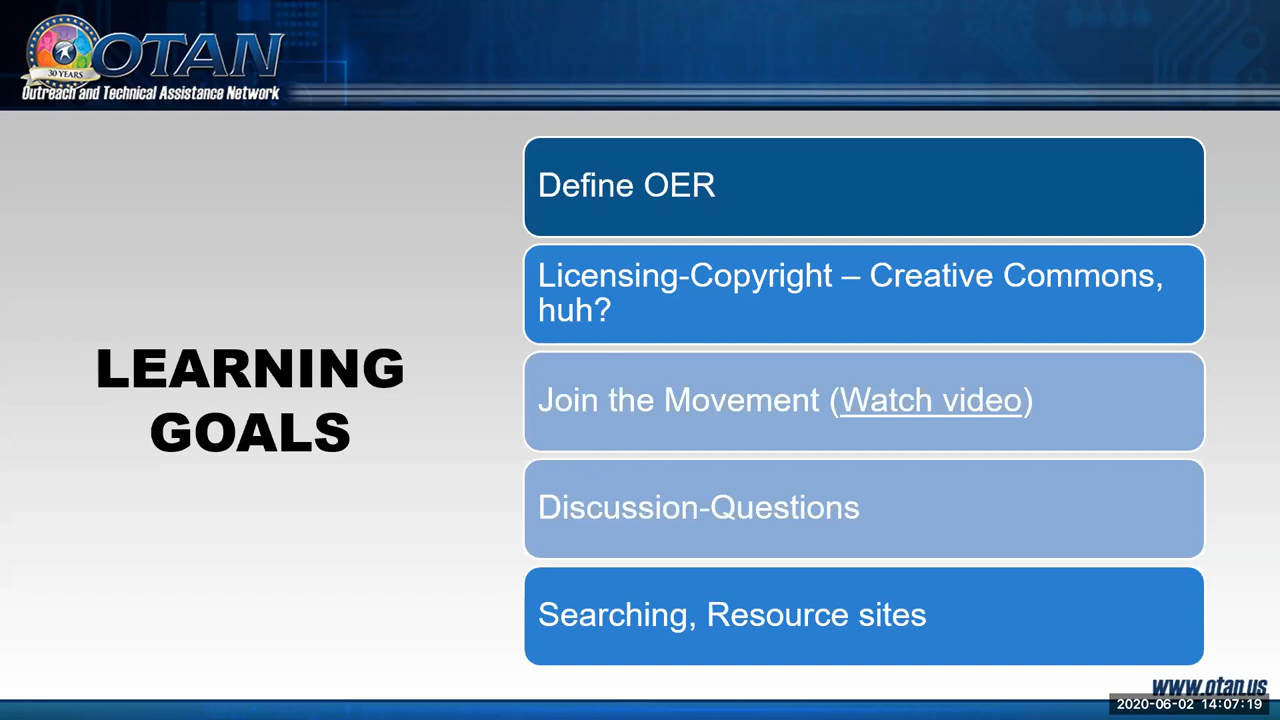 OTAN
30 YEARS
Outreach and Technical Assistance Network
LEARNING
GOALS
Define OER
Licensing-Copyright – Creative Commons,
huh?
Join the Movement (Watch video)
Discussion-Questions
Searching, Resource sites
www.otan.us
2020-06-02 14:07:19